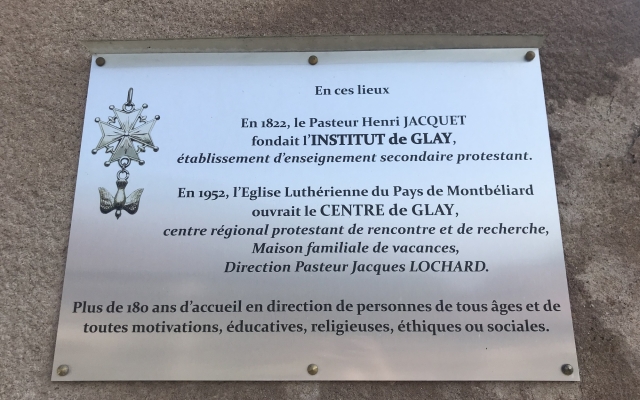 En ces lieux
En 1822, le Pasteur Henri JACQUET
fondait l'INSTITUT de GLAY,
établissement d'enseignement secondaire protestant.
En 1952, l'Eglise Luthérienne du Pays de Montbéliard
ouvrait le CENTRE de GLAY,
centre régional protestant de rencontre et de recherche,
Maison familiale de vacances,
Direction Pasteur Jacques LOCHARD.
Plus de 180 ans d'accueil en direction de personnes de tous âges et de
toutes motivations, éducatives, religieuses, éthiques ou sociales.